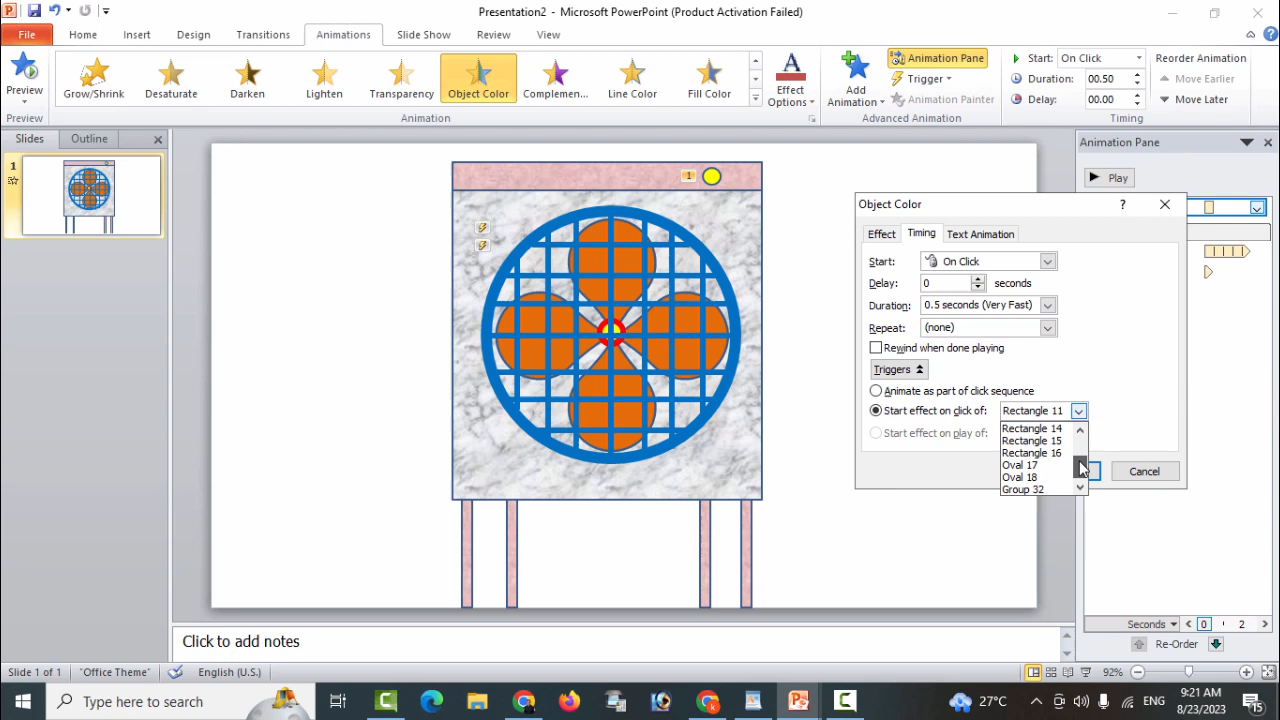 Presentation2 - Microsoft PowerPoint (Product Activation Failed)
File Home Insert Design Transitions Animations Slide Show Review View
Preview
Grow/Shrink Desaturate Darken Lighten Transparency Object Color Complemen... Line Color Fill Color
Effect Options
Add Animation
Animation Pane
Trigger
Animation Painter
Start: On Click
Duration: 00.50
Delay: 00.00
Reorder Animation
Move Earlier
Move Later
Preview Animation Advanced Animation Timing
Slides Outline
1
1
Animation Pane
Play
Object Color
Effect Timing Text Animation
Start: On Click
Delay: 0 seconds
Duration: 0.5 seconds (Very Fast)
Repeat: (none)
Rewind when done playing
Triggers
Animate as part of click sequence
Start effect on click of: Rectangle 11
Start effect on play of:
Rectangle 14
Rectangle 15
Rectangle 16
Oval 17
Oval 18
Group 32
Cancel
Seconds 0 2
Re-Order
Click to add notes
Slide 1 of 1 "Office Theme" English (U.S.) 92%
Type here to search
27°C
ENG
9:21 AM
8/23/2023
15